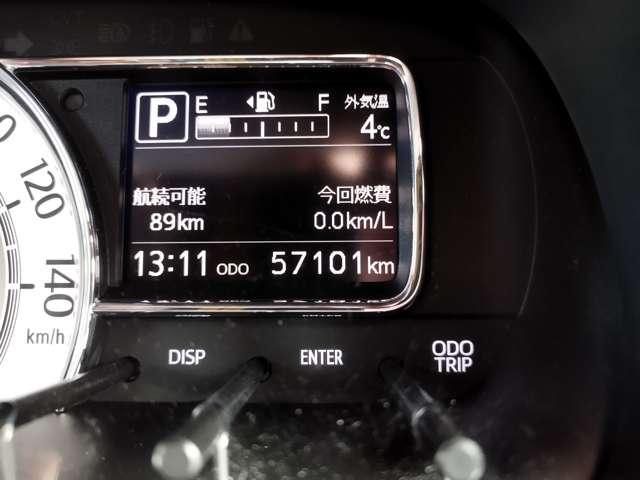 P E F 外気温
4℃
航続可能 今回燃費
89km 0.0km/L
13:11 ODO 57101km
120
140
km/h
DISP ENTER ODO TRIP